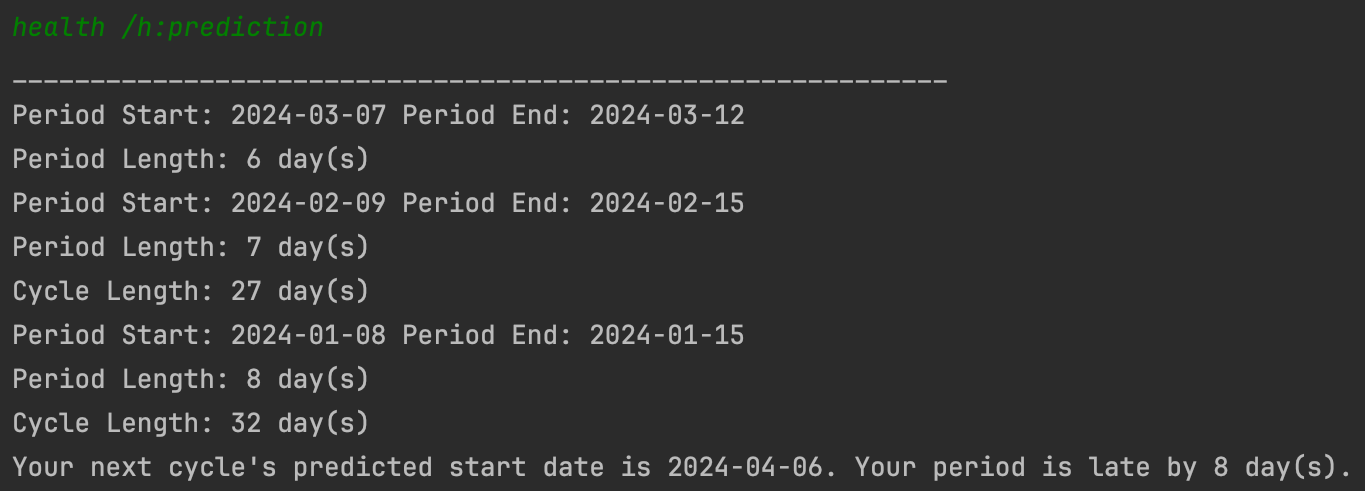 health /h:prediction
____________________________________________________________
Period Start: 2024-03-07 Period End: 2024-03-12
Period Length: 6 day(s)
Period Start: 2024-02-09 Period End: 2024-02-15
Period Length: 7 day(s)
Cycle Length: 27 day(s)
Period Start: 2024-01-08 Period End: 2024-01-15
Period Length: 8 day(s)
Cycle Length: 32 day(s)
Your next cycle's predicted start date is 2024-04-06. Your period is late by 8 day(s).